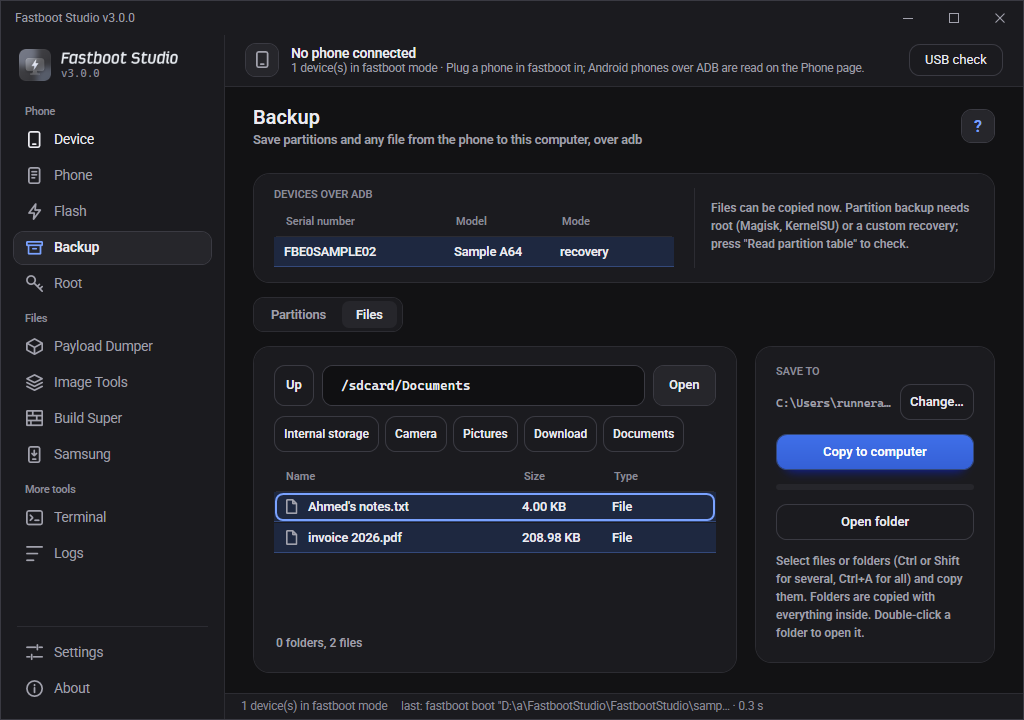 Fastboot Studio v3.0.0
Fastboot Studio
v3.0.0
Phone
Device
Phone
Flash
Backup
Root
Files
Payload Dumper
Image Tools
Build Super
Samsung
More tools
Terminal
Logs
Settings
About
No phone connected
1 device(s) in fastboot mode · Plug a phone in fastboot in; Android phones over ADB are read on the Phone page.
USB check
Backup
Save partitions and any file from the phone to this computer, over adb
?
DEVICES OVER ADB
Serial number Model Mode
FBE0SAMPLE02 Sample A64 recovery
Files can be copied now. Partition backup needs
root (Magisk, KernelSU) or a custom recovery;
press "Read partition table" to check.
Partitions Files
Up /sdcard/Documents Open
Internal storage Camera Pictures Download Documents
Name Size Type
Ahmed's notes.txt 4.00 KB File
invoice 2026.pdf 208.98 KB File
0 folders, 2 files
SAVE TO
C:\Users\runnera… Change…
Copy to computer
Open folder
Select files or folders (Ctrl or Shift
for several, Ctrl+A for all) and copy
them. Folders are copied with
everything inside. Double-click a
folder to open it.
1 device(s) in fastboot mode last: fastboot boot "D:\a\FastbootStudio\FastbootStudio\samp… · 0.3 s